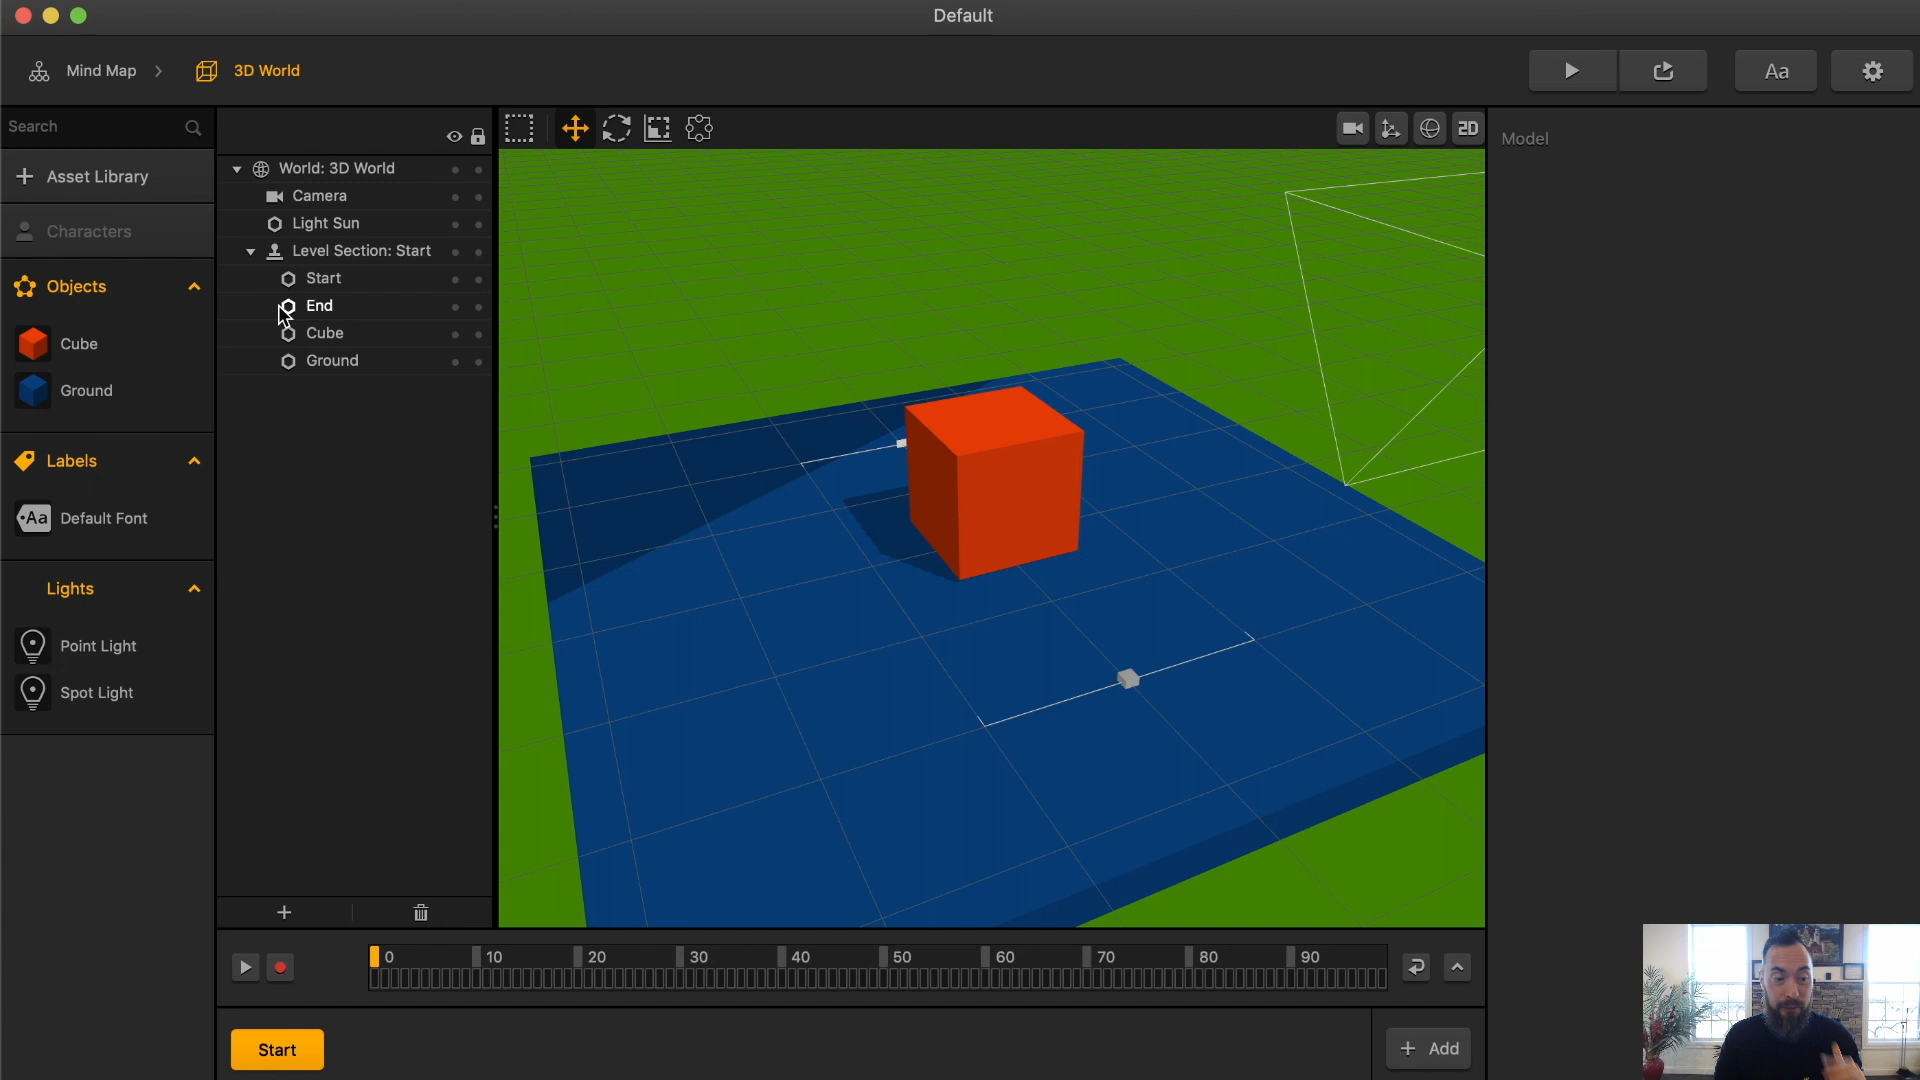 Default
Mind Map
3D World
Aa
Search
Asset Library
Characters
Objects
Cube
Ground
Labels
Aa Default Font
Lights
Point Light
Spot Light
World: 3D World
Camera
Light Sun
Level Section: Start
Start
End
Cube
Ground
2D
Model
0 10 20 30 40 50 60 70 80 90
Start
+ Add